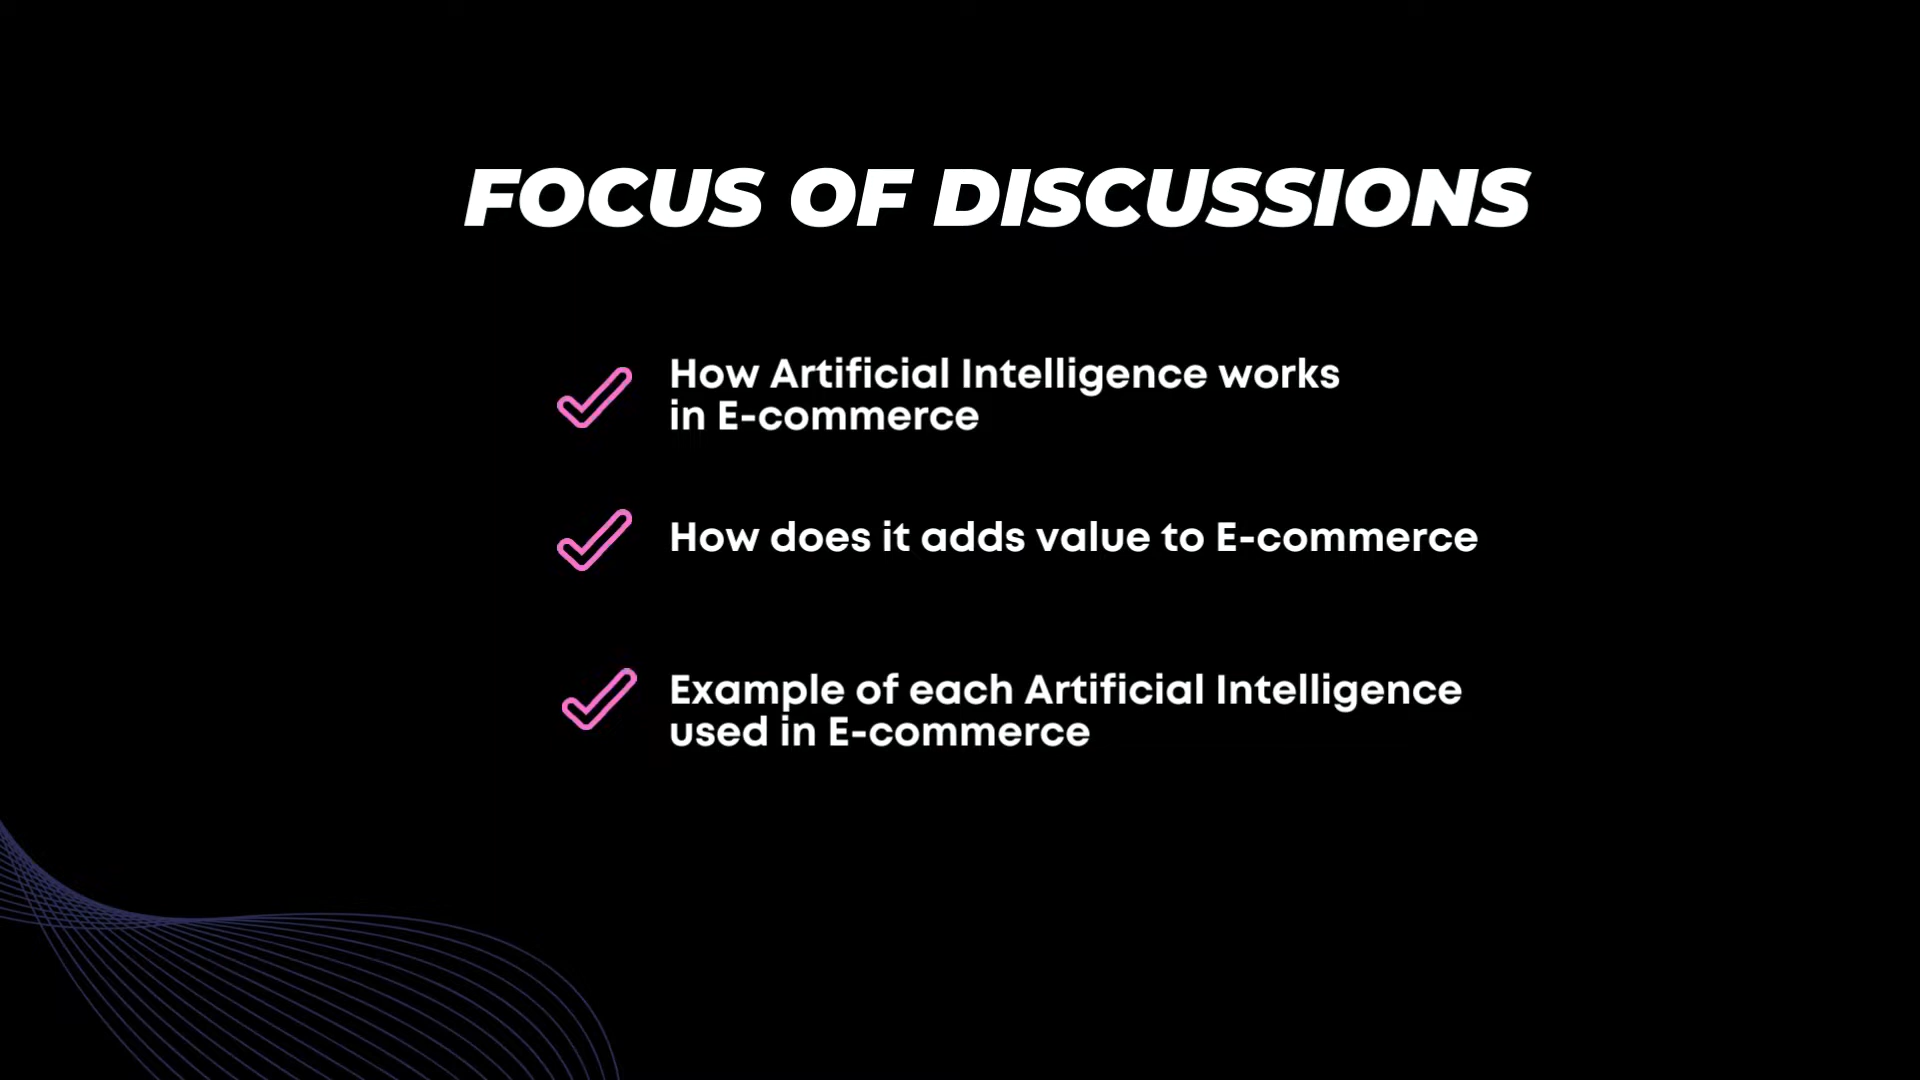 FOCUS OF DISCUSSIONS
How Artificial Intelligence works
in E-commerce
How does it adds value to E-commerce
Example of each Artificial Intelligence
used in E-commerce